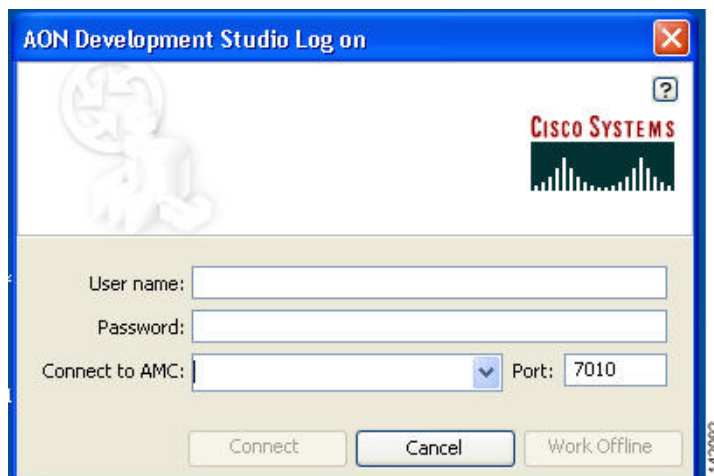 AON Development Studio Log on
?
CISCO SYSTEMS
User name:
Password:
Connect to AMC: Port: 7010
Connect Cancel Work Offline